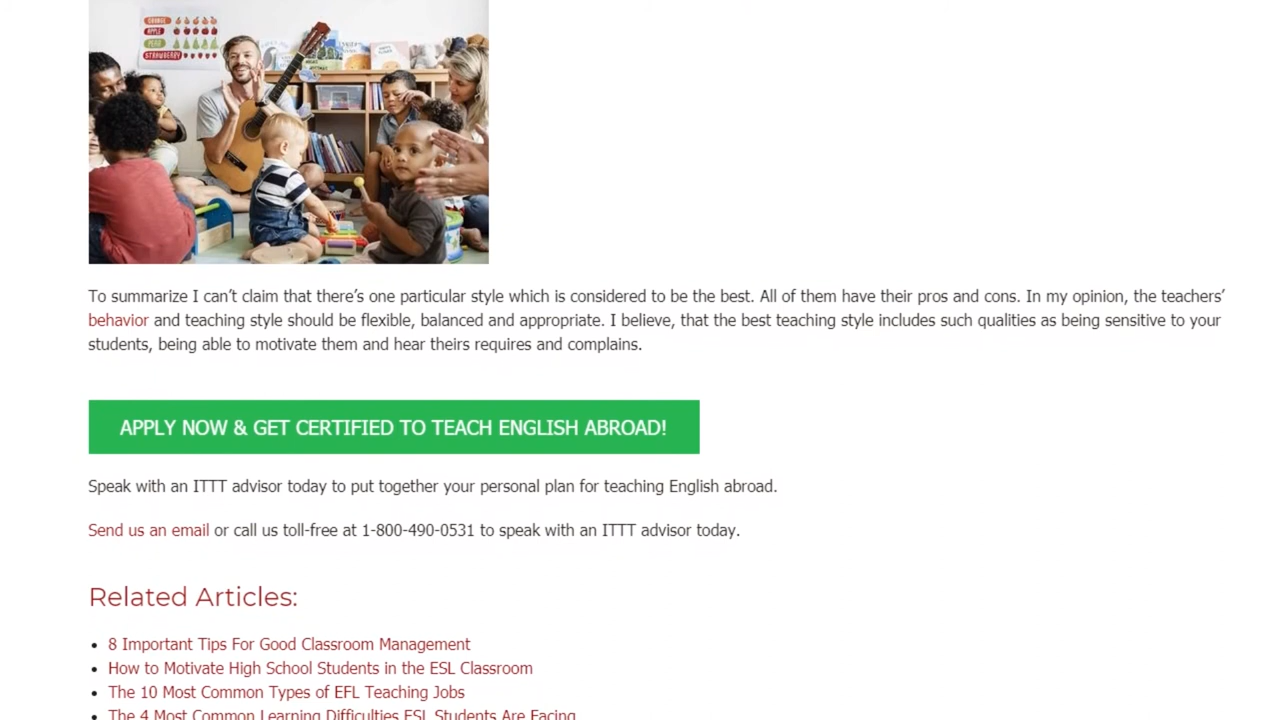 ORANGE
APPLE
PEAR
STRAWBERRY
To summarize I can't claim that there's one particular style which is considered to be the best. All of them have their pros and cons. In my opinion, the teachers'
behavior and teaching style should be flexible, balanced and appropriate. I believe, that the best teaching style includes such qualities as being sensitive to your
students, being able to motivate them and hear theirs requires and complains.
APPLY NOW & GET CERTIFIED TO TEACH ENGLISH ABROAD!
Speak with an ITTT advisor today to put together your personal plan for teaching English abroad.
Send us an email or call us toll-free at 1-800-490-0531 to speak with an ITTT advisor today.
Related Articles:
• 8 Important Tips For Good Classroom Management
• How to Motivate High School Students in the ESL Classroom
• The 10 Most Common Types of EFL Teaching Jobs
• The 4 Most Common Learning Difficulties ESL Students Are Facing